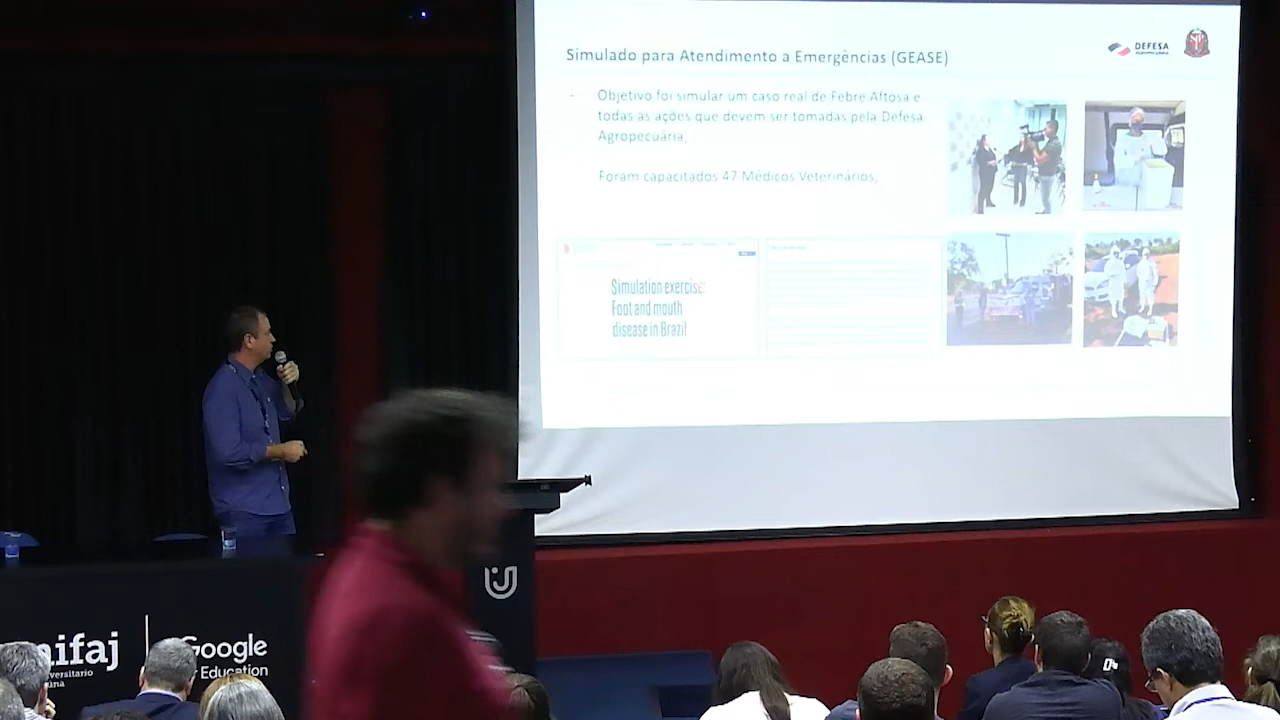 Simulado para Atendimento a Emergências (GEASE)
DEFESA
- Objetivo foi simular um caso real de Febre Aftosa e
todas as ações que devem ser tomadas pela Defesa
Agropecuária;
Foram capacitados 47 Médicos Veterinários;
Simulation exercise:
Foot and mouth
disease in Brazil
nifaj
Google
Education